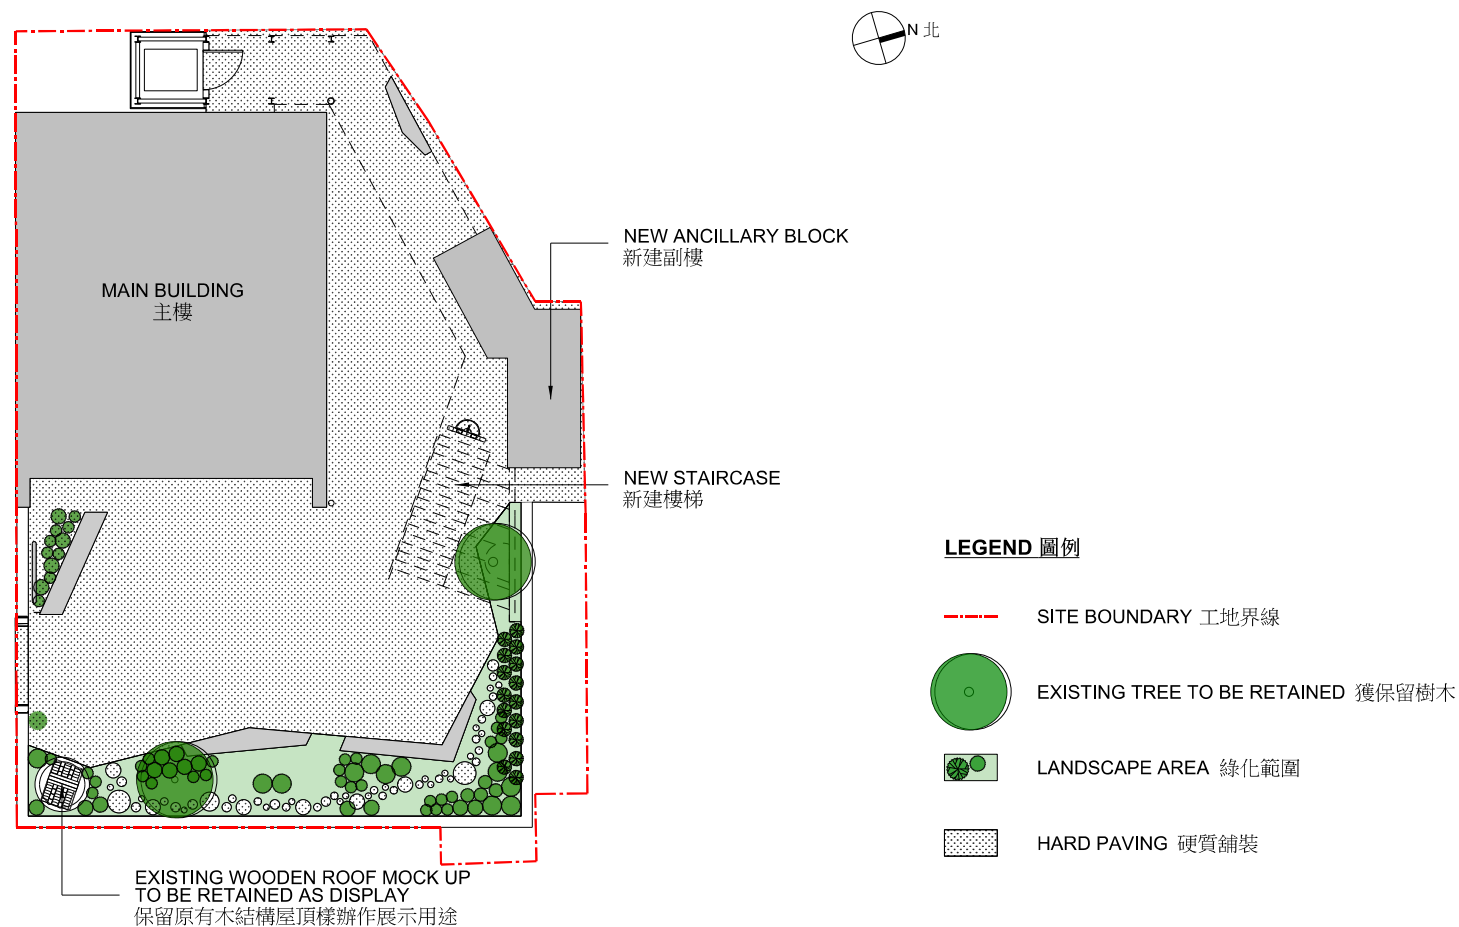 N 北
MAIN BUILDING
主樓
NEW ANCILLARY BLOCK
新建副樓
NEW STAIRCASE
新建樓梯
EXISTING WOODEN ROOF MOCK UP
TO BE RETAINED AS DISPLAY
保留原有木結構屋頂樣辦作展示用途
LEGEND 圖例
SITE BOUNDARY 工地界線
EXISTING TREE TO BE RETAINED 獲保留樹木
LANDSCAPE AREA 綠化範圍
HARD PAVING 硬質舖裝